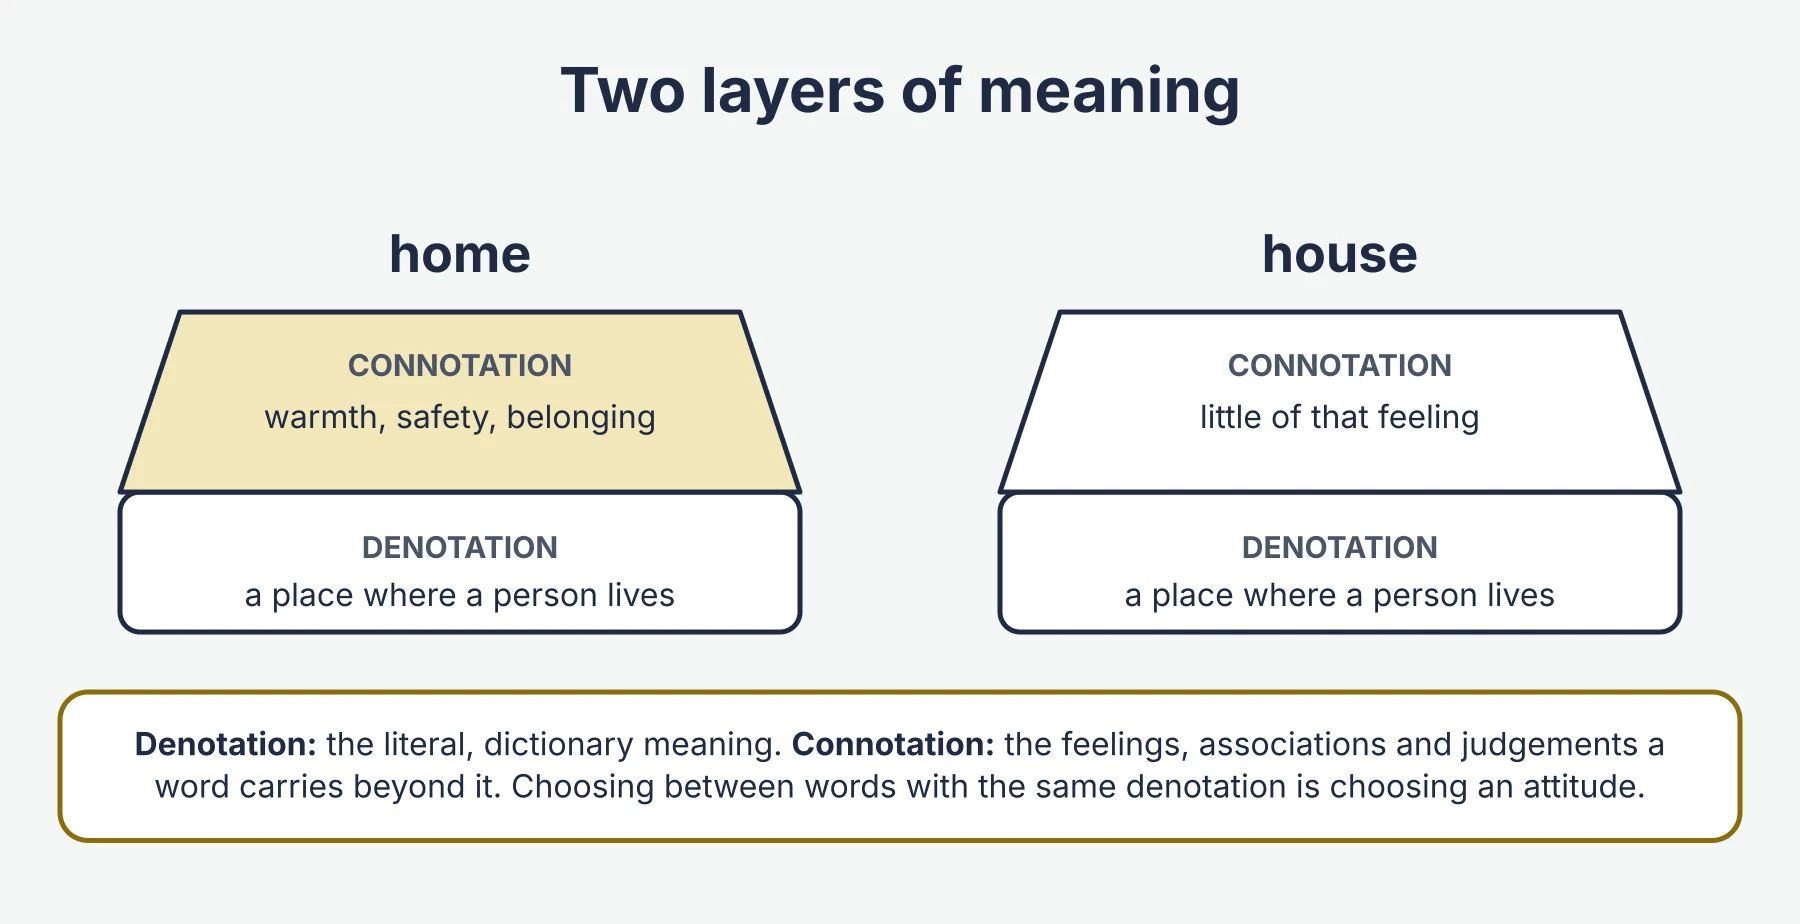 Two layers of meaning
home
CONNOTATION
warmth, safety, belonging
DENOTATION
a place where a person lives
house
CONNOTATION
little of that feeling
DENOTATION
a place where a person lives
Denotation: the literal, dictionary meaning. Connotation: the feelings, associations and judgements a
word carries beyond it. Choosing between words with the same denotation is choosing an attitude.